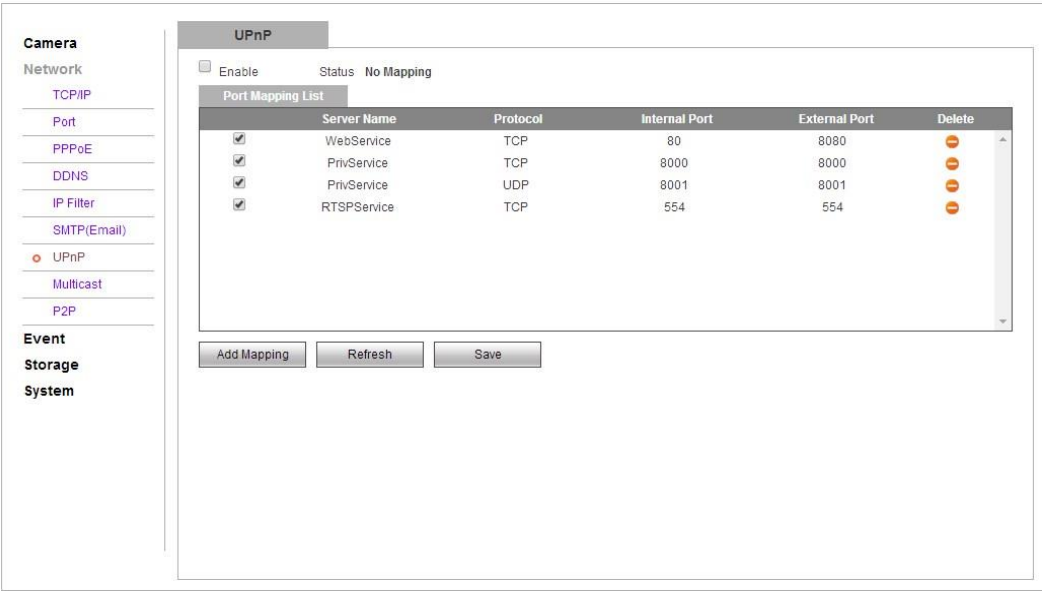 Camera
Network
TCP/IP
Port
PPPoE
DDNS
IP Filter
SMTP(Email)
UPnP
Multicast
P2P
Event
Storage
System
UPnP
Enable Status No Mapping
Port Mapping List
Server Name Protocol Internal Port External Port Delete
WebService TCP 80 8080
PrivService TCP 8000 8000
PrivService UDP 8001 8001
RTSPService TCP 554 554
Add Mapping Refresh Save